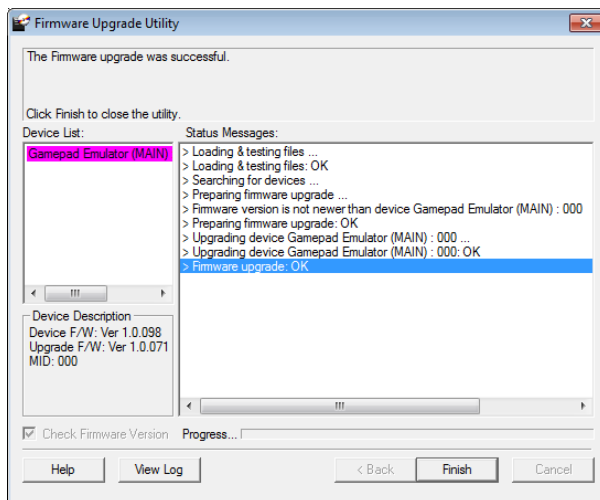 Firmware Upgrade Utility
The Firmware upgrade was successful.
Click Finish to close the utility.
Device List:
Gamepad Emulator (MAIN)
Status Messages:
> Loading & testing files ...
> Loading & testing files: OK
> Searching for devices ...
> Preparing firmware upgrade ...
> Firmware version is not newer than device Gamepad Emulator (MAIN) : 000
> Preparing firmware upgrade: OK
> Upgrading device Gamepad Emulator (MAIN) : 000 ...
> Upgrading device Gamepad Emulator (MAIN) : 000: OK
> Firmware upgrade: OK
Device Description
Device F/W: Ver 1.0.098
Upgrade F/W: Ver 1.0.071
MID: 000
Check Firmware Version
Progress...
Help
View Log
< Back
Finish
Cancel